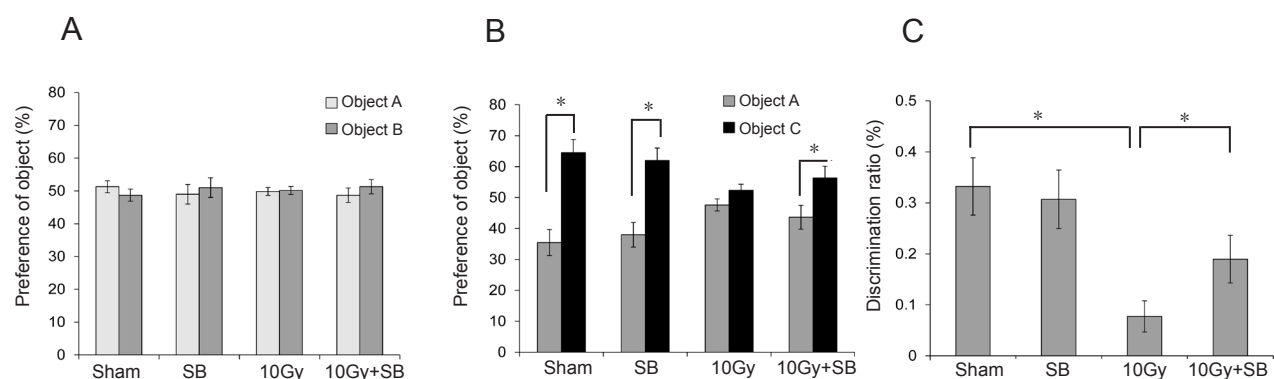 A
Preference of object (%)
80
70
60
50
40
30
20
10
0
Object A
Object B
Sham
SB
10Gy
10Gy+SB
B
Preference of object (%)
80
70
60
50
40
30
20
10
0
*
*
*
Object A
Object C
Sham
SB
10Gy
10Gy+SB
C
Discrimination ratio (%)
0.5
0.4
0.3
0.2
0.1
0
*
*
Sham
SB
10Gy
10Gy+SB